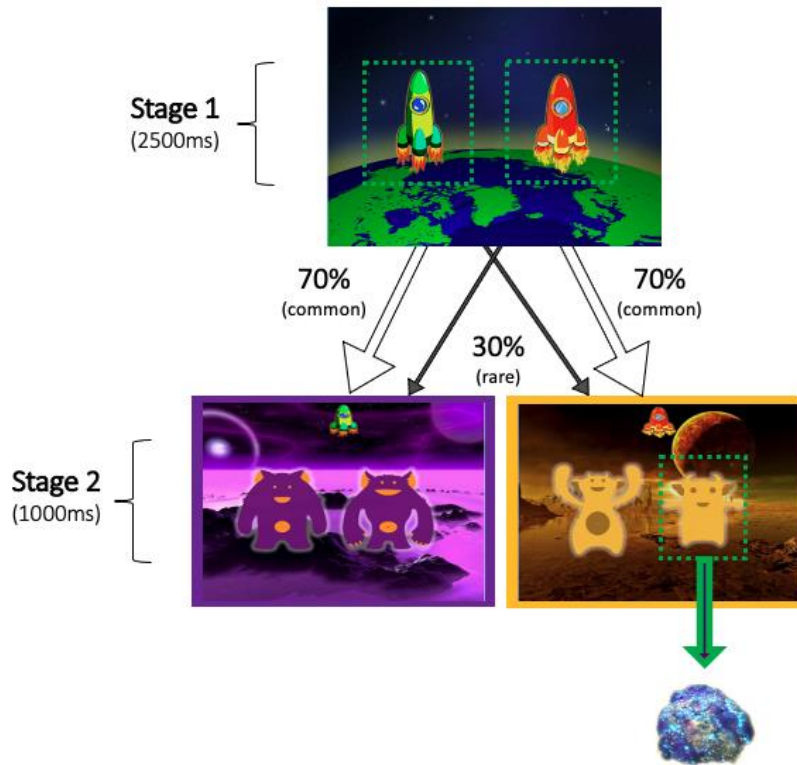 Stage 1
(2500ms)
70%
(common)
70%
(common)
30%
(rare)
Stage 2
(1000ms)